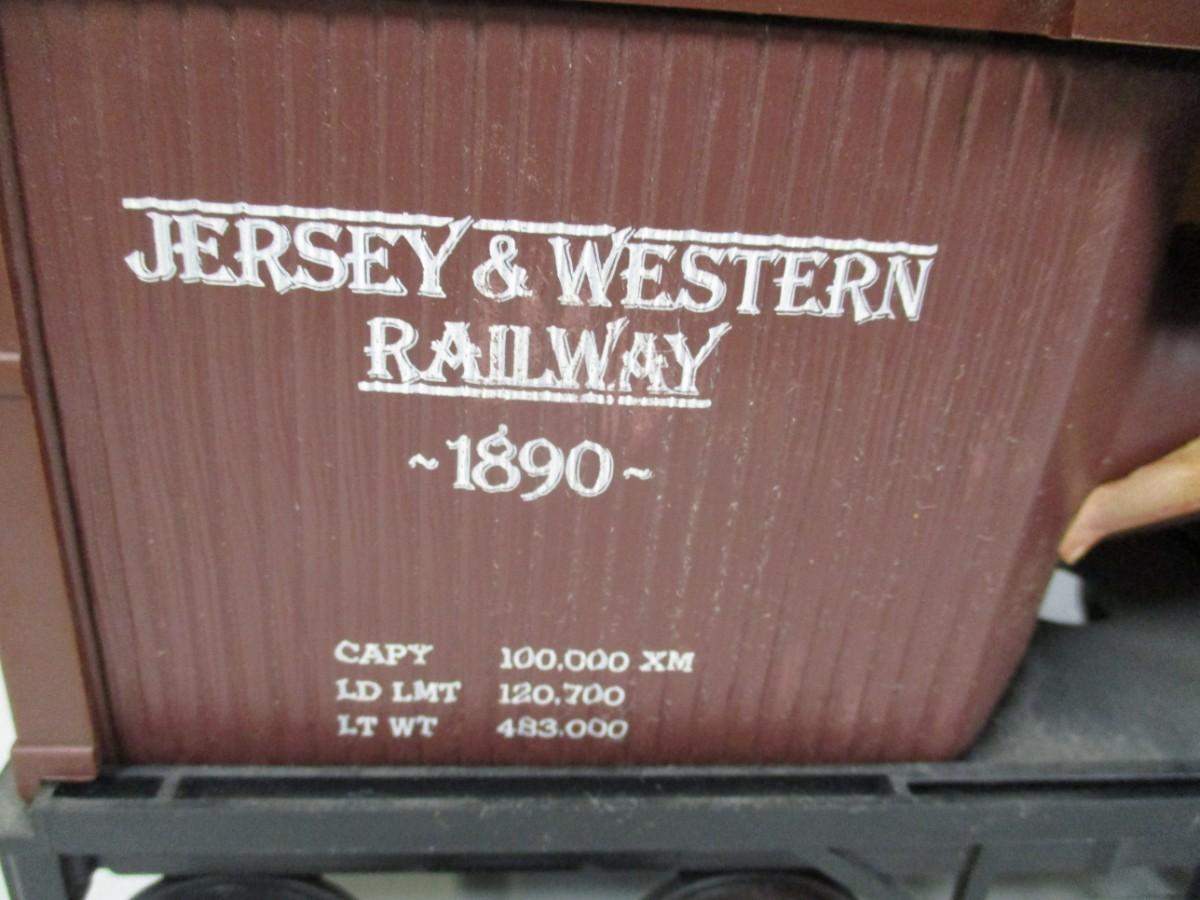 JERSEY & WESTERN
RAILWAY
~1890~
CAPY 100,000 XM
LD LMT 120,700
LT WT 483,000